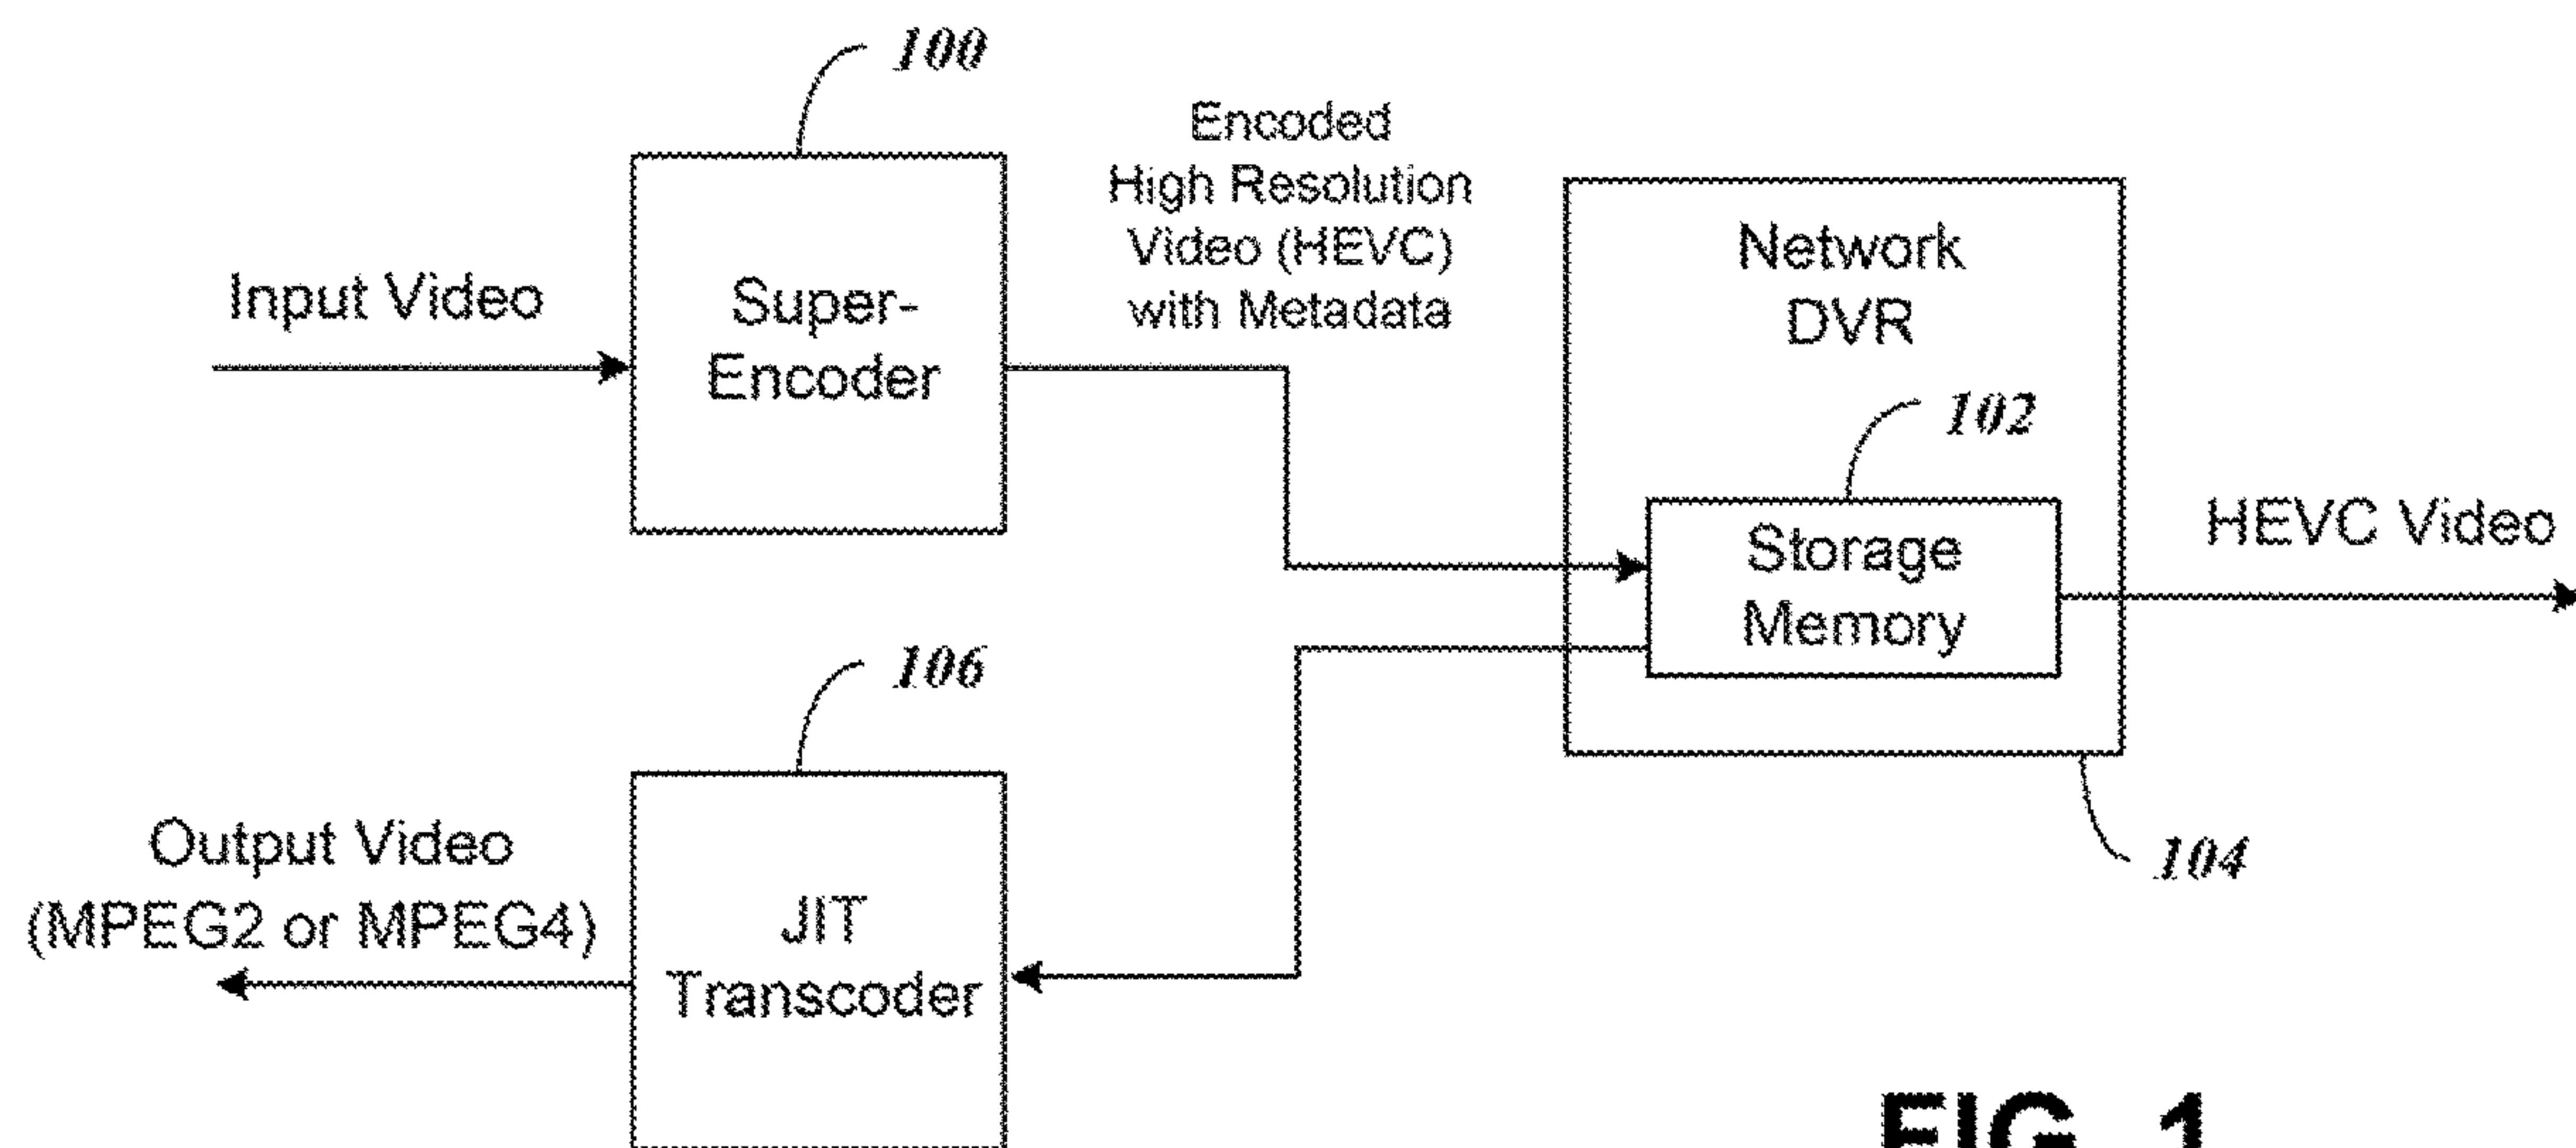 100
Encoded
High Resolution
Video (HEVC)
with Metadata
Input Video
Super-
Encoder
Network
DVR
102
Storage
Memory
HEVC Video
106
104
Output Video
(MPEG2 or MPEG4)
JIT
Transcoder
FIG. 1